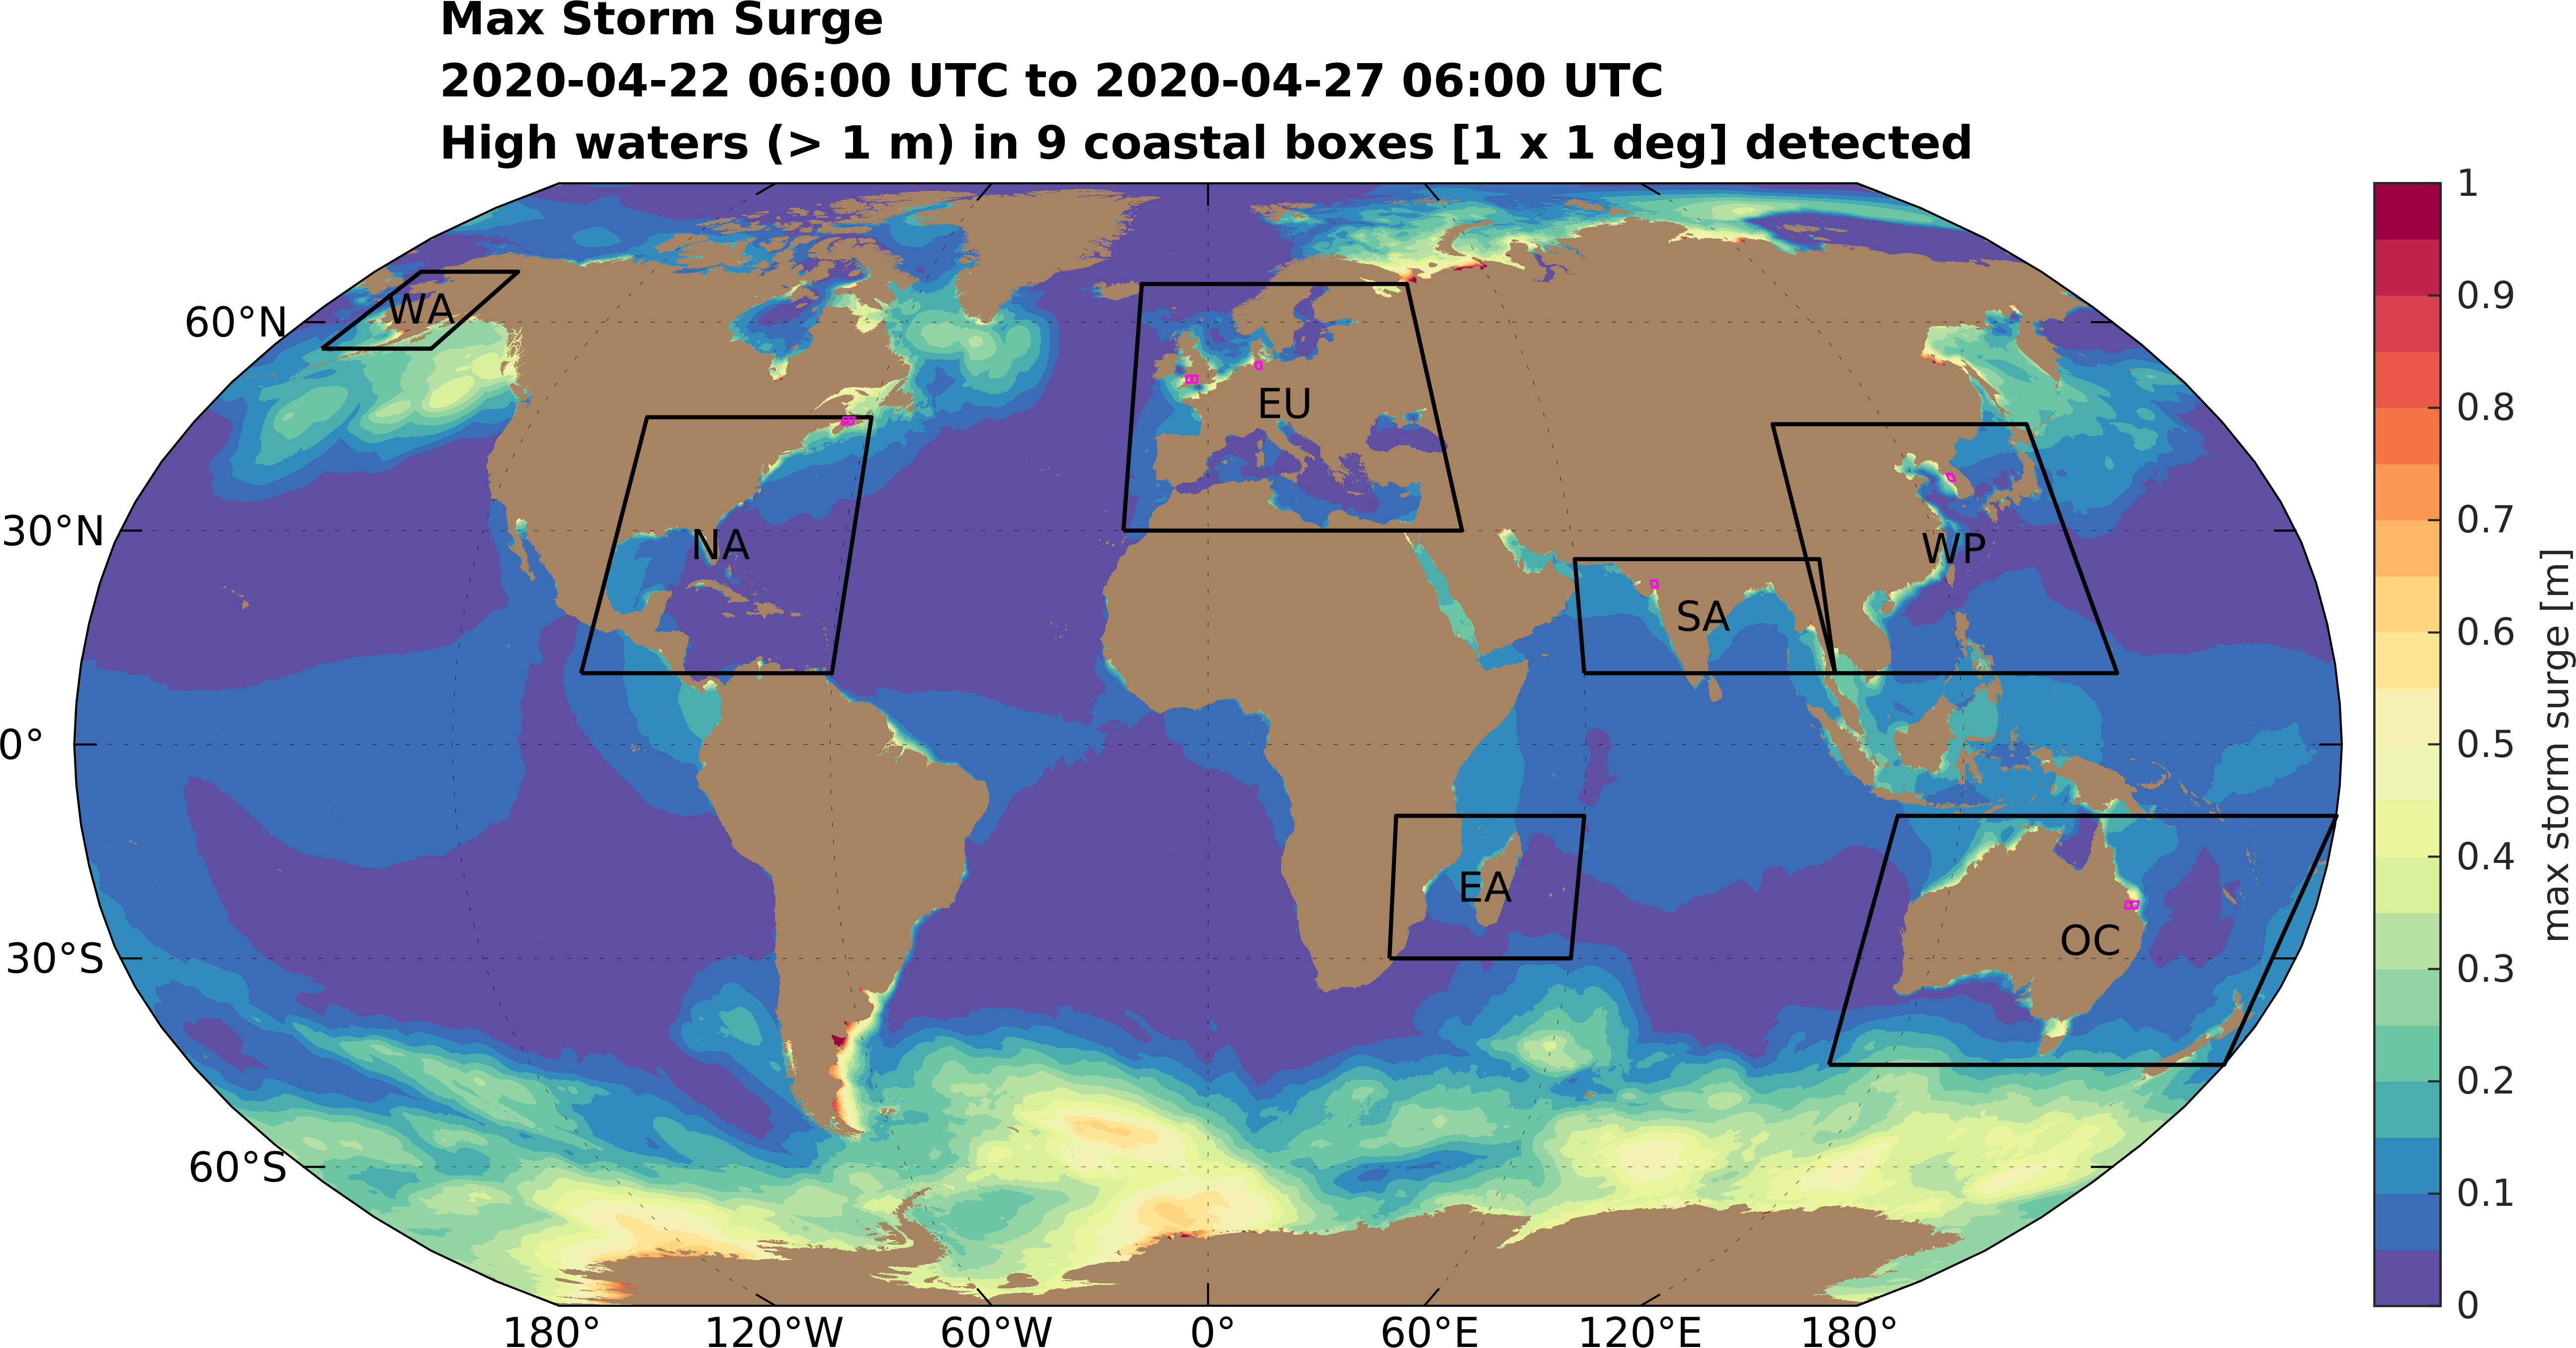 Max Storm Surge
2020-04-22 06:00 UTC to 2020-04-27 06:00 UTC
High waters (> 1 m) in 9 coastal boxes [1 x 1 deg] detected
60°N
30°N
0°
30°S
60°S
WA
NA
EU
SA
WP
EA
OC
180°
120°W
60°W
0°
60°E
120°E
180°
1
0.9
0.8
0.7
0.6
0.5
0.4
0.3
0.2
0.1
0
max storm surge [m]